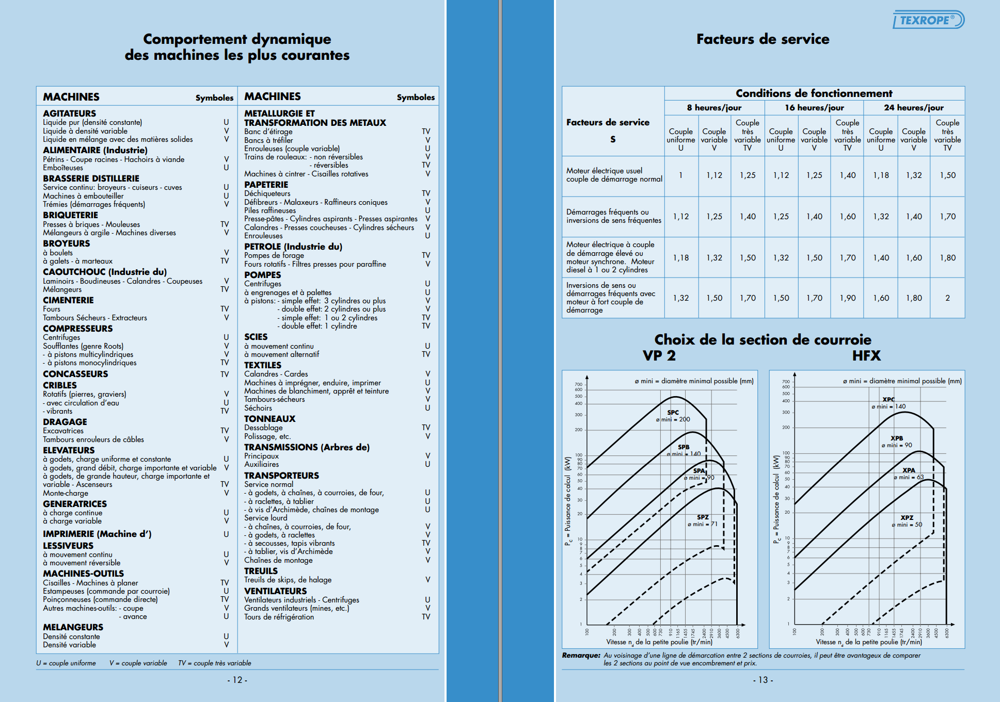 Comportement dynamique
des machines les plus courantes
MACHINES Symboles
AGITATEURS
Liquide pur (densité constante) U
Liquide à densité variable V
Liquide en mélange avec des matières solides V
ALIMENTAIRE (Industrie)
Pétrins - Coupe racines - Hachoirs à viande V
Emboîteuses U
BRASSERIE DISTILLERIE
Service continu: broyeurs - cuiseurs - cuves U
Machines à embouteiller U
Trémies (démarrages fréquents) V
BRIQUETERIE
Presses à briques - Mouleuses TV
Mélangeurs à argile - Machines diverses V
BROYEURS
à boulets V
à galets - à marteaux TV
CAOUTCHOUC (Industrie du)
Laminoirs - Boudineuses - Calandres - Coupeuses V
Mélangeurs TV
CIMENTERIE
Fours TV
Tambours Sécheurs - Extracteurs V
COMPRESSEURS
Centrifuges U
Soufflantes (genre Roots) V
- à pistons multicylindriques V
- à pistons monocylindriques TV
CONCASSEURS TV
CRIBLES
Rotatifs (pierres, graviers) V
- avec circulation d'eau U
- vibrants TV
DRAGAGE
Excavatrices TV
Tambours enrouleurs de câbles V
ELEVATEURS
à godets, charge uniforme et constante U
à godets, grand débit, charge importante et variable V
à godets, de grande hauteur, charge importante et
variable - Ascenseurs TV
Monte-charge V
GENERATRICES
à charge continue U
à charge variable V
IMPRIMERIE (Machine d') U
LESSIVEURS
à mouvement continu U
à mouvement réversible V
MACHINES-OUTILS
Cisailles - Machines à planer TV
Estampeuses (commande par courroie) U
Poinçonneuses (commande directe) TV
Autres machines-outils: - coupe V
- avance U
MELANGEURS
Densité constante U
Densité variable V
MACHINES Symboles
METALLURGIE ET
TRANSFORMATION DES METAUX
Banc d'étirage TV
Bancs à tréfiler V
Enrouleuses (couple variable) U
Trains de rouleaux: - non réversibles V
- réversibles TV
Machines à cintrer - Cisailles rotatives V
PAPETERIE
Déchiqueteurs TV
Défibreurs - Malaxeurs - Raffineurs coniques V
Piles raffineuses U
Presse-pâtes - Cylindres aspirants - Presses aspirantes V
Calandres - Presses coucheuses - Cylindres sécheurs V
Enrouleuses U
PETROLE (Industrie du)
Pompes de forage TV
Fours rotatifs - Filtres presses pour paraffine V
POMPES
Centrifuges U
à engrenages et à palettes U
à pistons: - simple effet: 3 cylindres ou plus V
- double effet: 2 cylindres ou plus V
- simple effet: 1 ou 2 cylindres TV
- double effet: 1 cylindre TV
SCIES
à mouvement continu U
à mouvement alternatif TV
TEXTILES
Calandres - Cardes V
Machines à imprégner, enduire, imprimer U
Machines de blanchiment, apprêt et teinture V
Tambours-sécheurs V
Séchoirs U
TONNEAUX
Dessablage TV
Polissage, etc. V
TRANSMISSIONS (Arbres de)
Principaux V
Auxiliaires U
TRANSPORTEURS
Service normal
- à godets, à chaînes, à courroies, de four, U
- à raclettes, à tablier U
- à vis d'Archimède, chaînes de montage U
Service lourd
- à chaînes, à courroies, de four, V
- à godets, à raclettes V
- à secousses, tapis vibrants TV
- à tablier, vis d'Archimède V
Chaînes de montage V
TREUILS
Treuils de skips, de halage V
VENTILATEURS
Ventilateurs industriels - Centrifuges U
Grands ventilateurs (mines, etc.) V
Tours de réfrigération TV
U = couple uniforme V = couple variable TV = couple très variable
- 12 -
TEXROPE®
Facteurs de service
Conditions de fonctionnement
8 heures/jour 16 heures/jour 24 heures/jour
Facteurs de service
S
Couple uniforme U
Couple variable V
Couple très variable TV
Couple uniforme U
Couple variable V
Couple très variable TV
Couple uniforme U
Couple variable V
Couple très variable TV
Moteur électrique usuel
couple de démarrage normal
1 1,12 1,25 1,12 1,25 1,40 1,18 1,32 1,50
Démarrages fréquents ou
inversions de sens fréquentes
1,12 1,25 1,40 1,25 1,40 1,60 1,32 1,40 1,70
Moteur électrique à couple
de démarrage élevé ou
moteur synchrone. Moteur
diesel à 1 ou 2 cylindres
1,18 1,32 1,50 1,32 1,50 1,70 1,40 1,60 1,80
Inversions de sens ou
démarrages fréquents avec
moteur à fort couple de
démarrage
1,32 1,50 1,70 1,50 1,70 1,90 1,60 1,80 2
Choix de la section de courroie
VP 2 HFX
ø mini = diamètre minimal possible (mm)
700
600
500
400
300
200
100
90
80
70
60
50
40
30
20
10
9
8
7
6
5
4
3
2
1
Pc = Puissance de calcul (kW)
SPC
ø mini = 200
SPB
ø mini = 140
SPA
ø mini = 90
SPZ
ø mini = 71
100 200 300 400 500 600 730 910 1165 1455 1745 2400 2910 3600 4500 6300
Vitesse nd de la petite poulie (tr/min)
ø mini = diamètre minimal possible (mm)
700
600
500
400
300
200
100
90
80
70
60
50
40
30
20
10
9
8
7
6
5
4
3
2
1
Pc = Puissance de calcul (kW)
XPC
ø mini = 140
XPB
ø mini = 90
XPA
ø mini = 63
XPZ
ø mini = 50
100 200 300 400 500 600 730 910 1165 1455 1745 2400 2910 3600 4500 6300
Vitesse nd de la petite poulie (tr/min)
Remarque: Au voisinage d'une ligne de démarcation entre 2 sections de courroies, il peut être avantageux de comparer
les 2 sections au point de vue encombrement et prix.
- 13 -